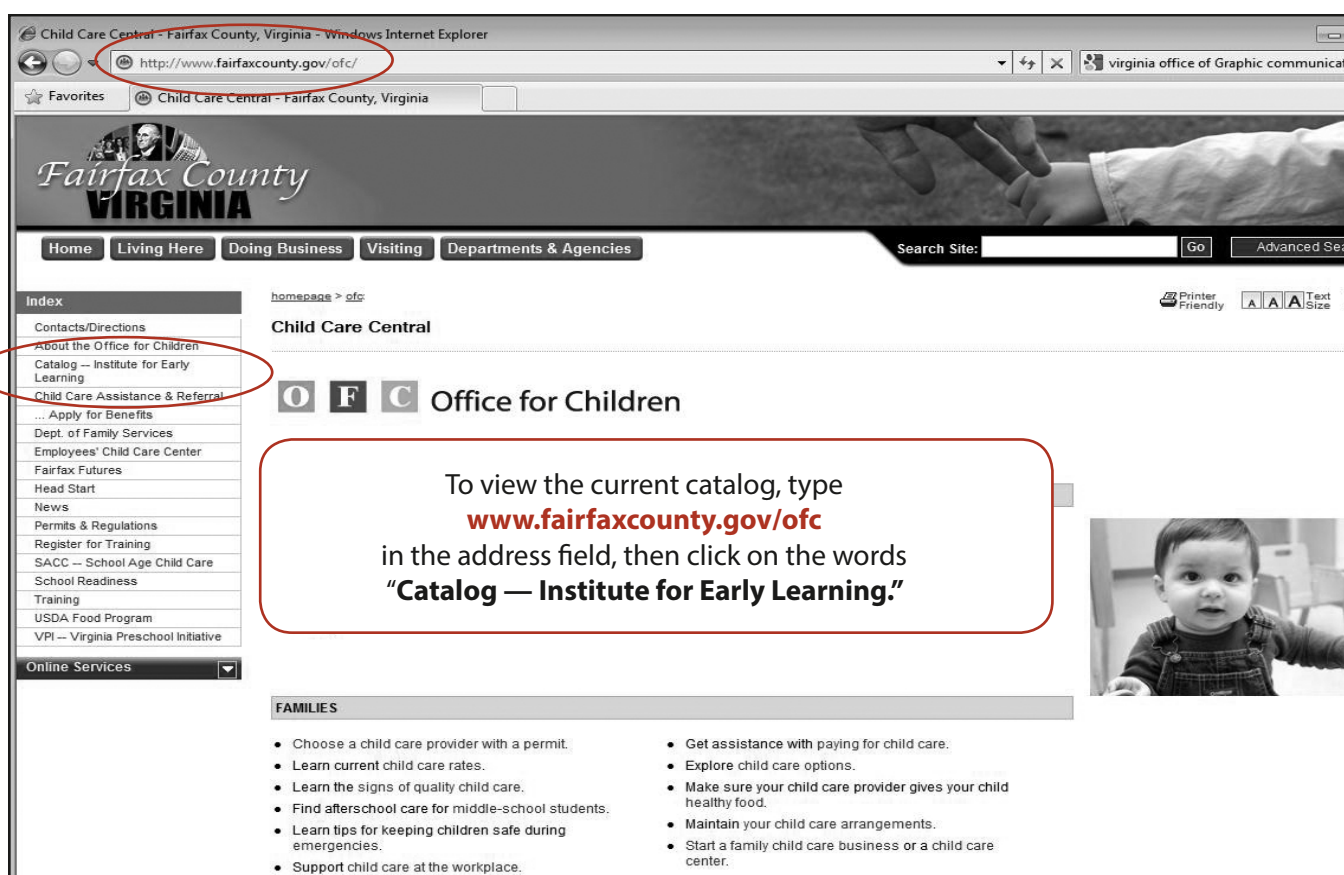 Child Care Central - Fairfax County, Virginia - Windows Internet Explorer
http://www.fairfaxcounty.gov/ofc/
virginia office of Graphic communicat
Favorites
Child Care Central - Fairfax County, Virginia
Fairfax County
VIRGINIA
Home Living Here Doing Business Visiting Departments & Agencies
Search Site:
Go
Advanced Sea
Index
Contacts/Directions
About the Office for Children
Catalog -- Institute for Early
Learning
Child Care Assistance & Referral
... Apply for Benefits
Dept. of Family Services
Employees' Child Care Center
Fairfax Futures
Head Start
News
Permits & Regulations
Register for Training
SACC -- School Age Child Care
School Readiness
Training
USDA Food Program
VPI -- Virginia Preschool Initiative
Online Services
homepage > ofc
Printer
Friendly
A A A Text
Size
Child Care Central
O F C Office for Children
To view the current catalog, type
www.fairfaxcounty.gov/ofc
in the address field, then click on the words
“Catalog — Institute for Early Learning.”
FAMILIES
• Choose a child care provider with a permit.
• Learn current child care rates.
• Learn the signs of quality child care.
• Find afterschool care for middle-school students.
• Learn tips for keeping children safe during
emergencies.
• Support child care at the workplace.
• Get assistance with paying for child care.
• Explore child care options.
• Make sure your child care provider gives your child
healthy food.
• Maintain your child care arrangements.
• Start a family child care business or a child care
center.